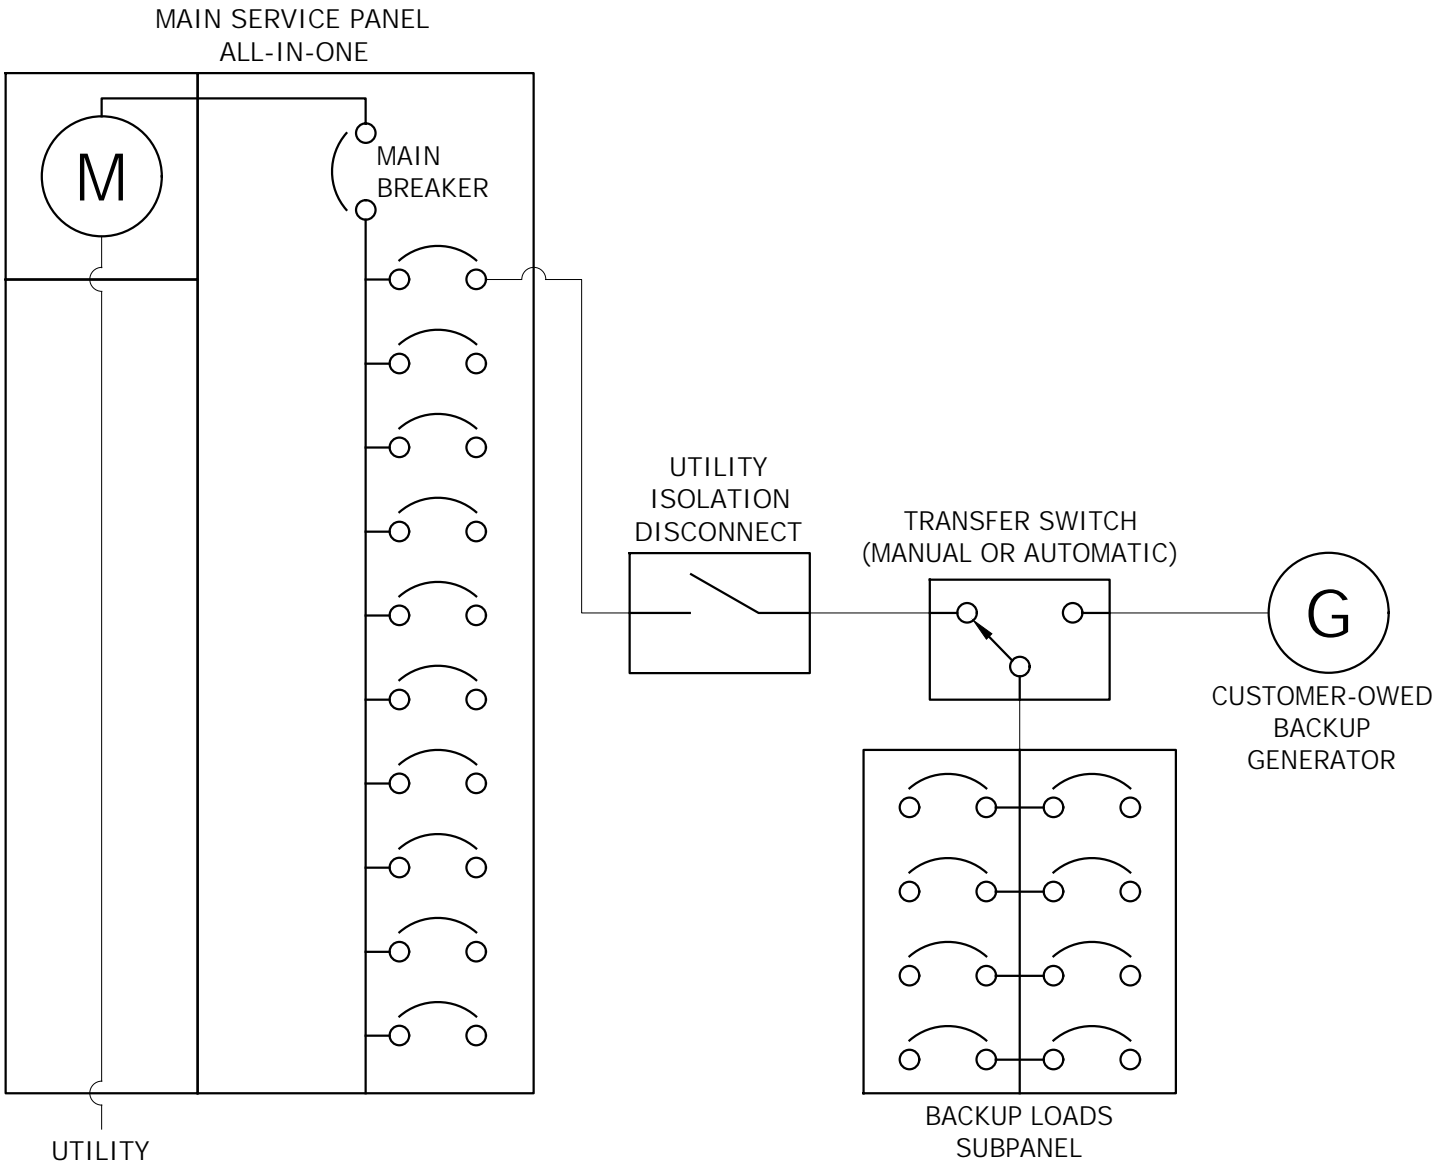 MAIN SERVICE PANEL
ALL-IN-ONE
M
MAIN
BREAKER
UTILITY
ISOLATION
DISCONNECT
TRANSFER SWITCH
(MANUAL OR AUTOMATIC)
G
CUSTOMER-OWED
BACKUP
GENERATOR
BACKUP LOADS
SUBPANEL
UTILITY